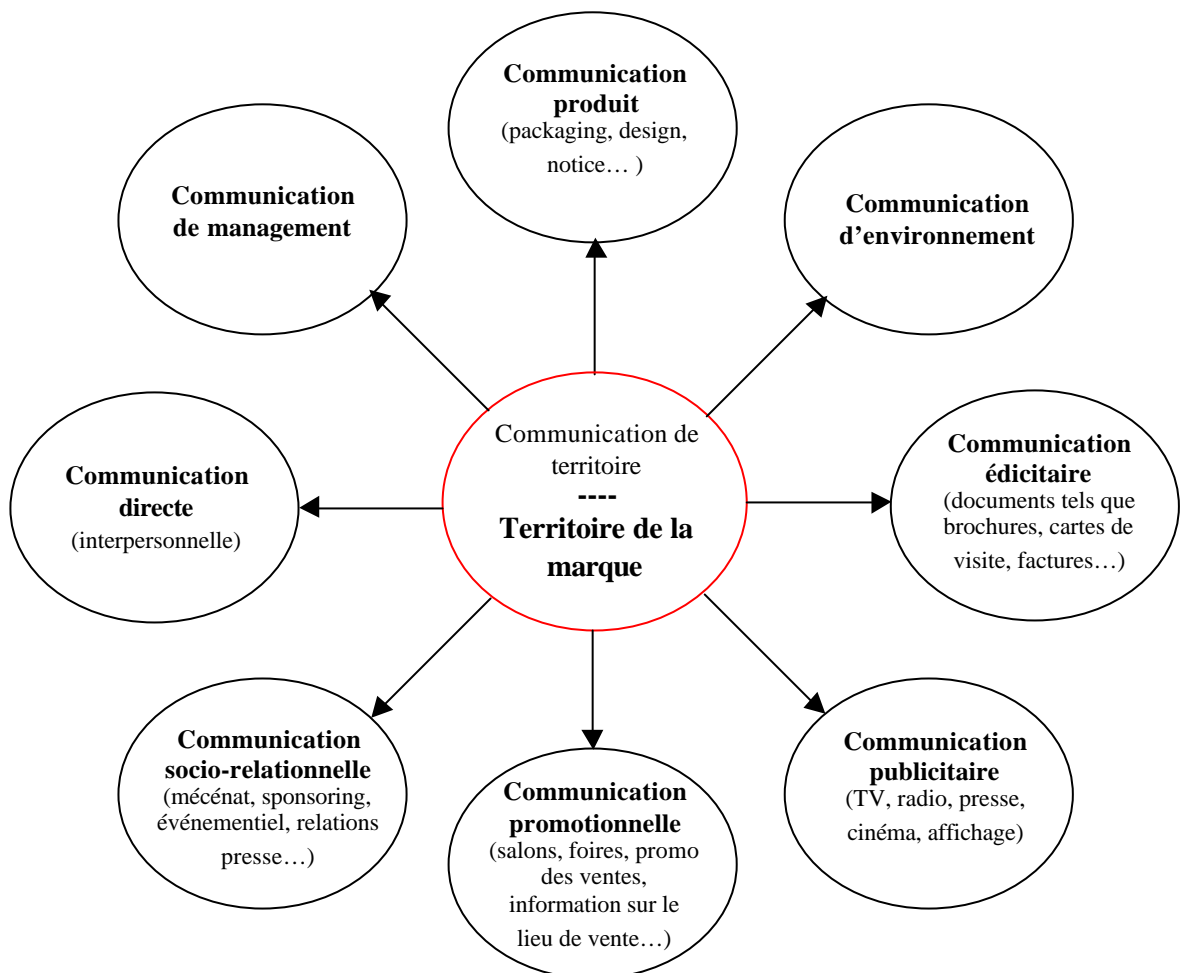 Communication
produit
(packaging, design,
notice… )
Communication
de management
Communication
d’environnement
Communication de
territoire
----
Territoire de la
marque
Communication
édicitaire
(documents tels que
brochures, cartes de
visite, factures…)
Communication
directe
(interpersonnelle)
Communication
socio-relationnelle
(mécénat, sponsoring,
événementiel, relations
presse…)
Communication
promotionnelle
(salons, foires, promo
des ventes,
information sur le
lieu de vente…)
Communication
publicitaire
(TV, radio, presse,
cinéma, affichage)